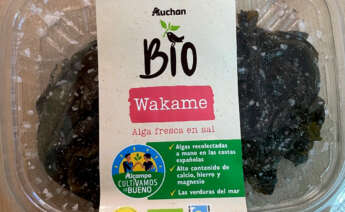 Auchan
BIO
Wakame
Alga fresca en sal
✓ Algas recolectadas
a mano en las costas
españolas
✓ Alto contenido de
calcio, hierro y
magnesio
✓ Las verduras del mar
Alcampo
CULTIVAMOS
LO BUENO